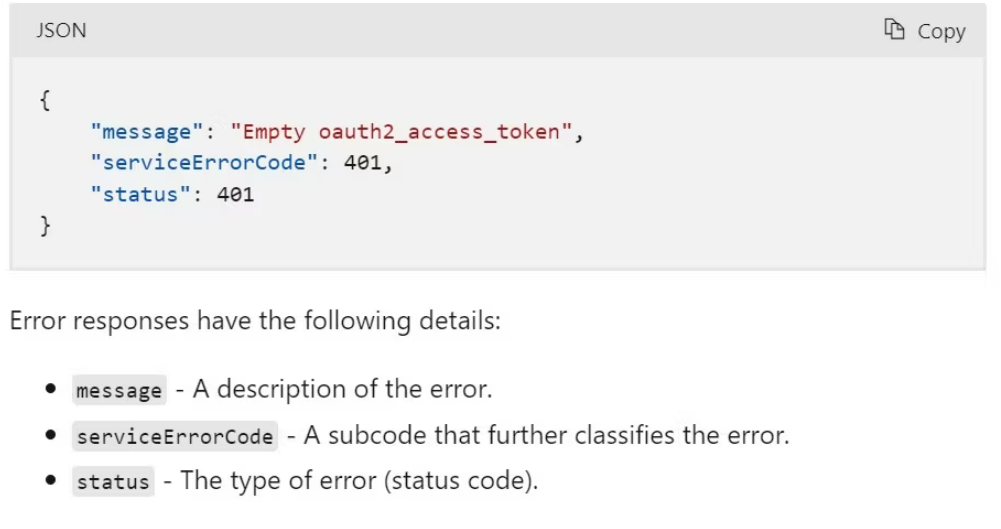 JSON
Copy
{
"message": "Empty oauth2_access_token",
"serviceErrorCode": 401,
"status": 401
}
Error responses have the following details:
• message - A description of the error.
• serviceErrorCode - A subcode that further classifies the error.
• status - The type of error (status code).